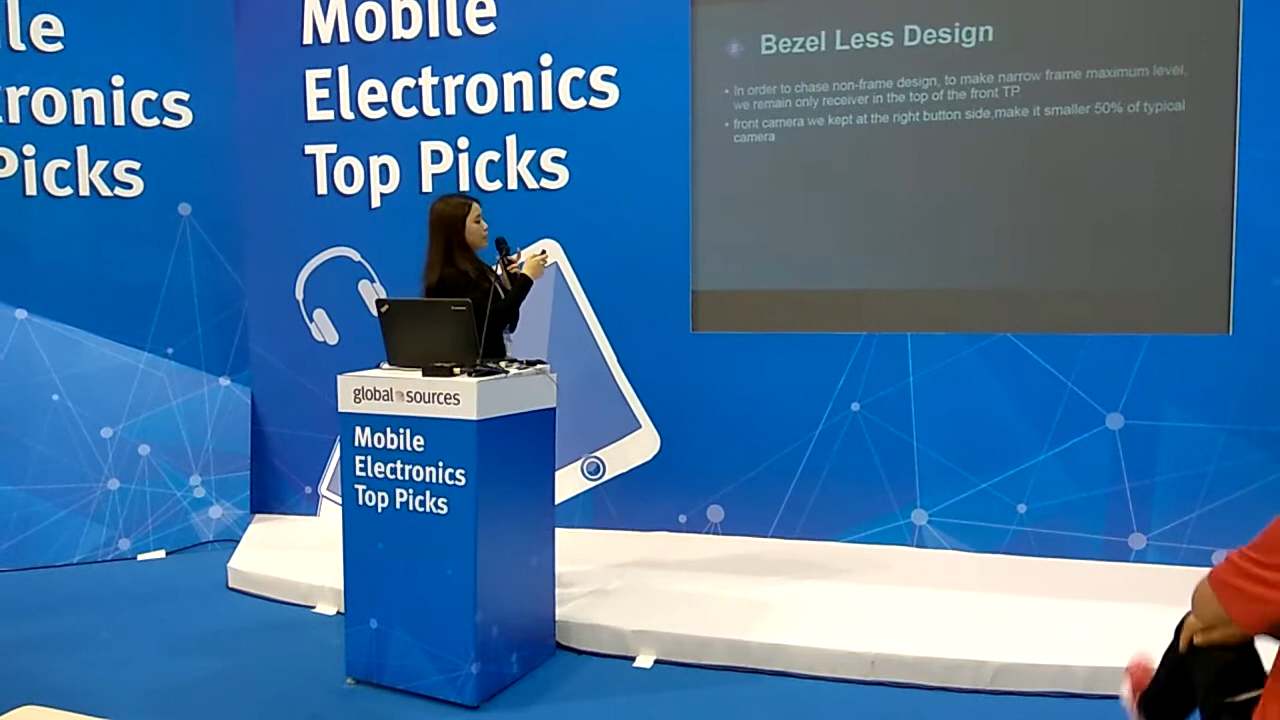 le
tronics
Picks
Mobile
Electronics
Top Picks
Bezel Less Design
• In order to chase non-frame design, to make narrow frame maximum level,
we remain only receiver in the top of the front TP
• front camera we kept at the right button side,make it smaller 50% of typical
camera
global sources
Mobile
Electronics
Top Picks